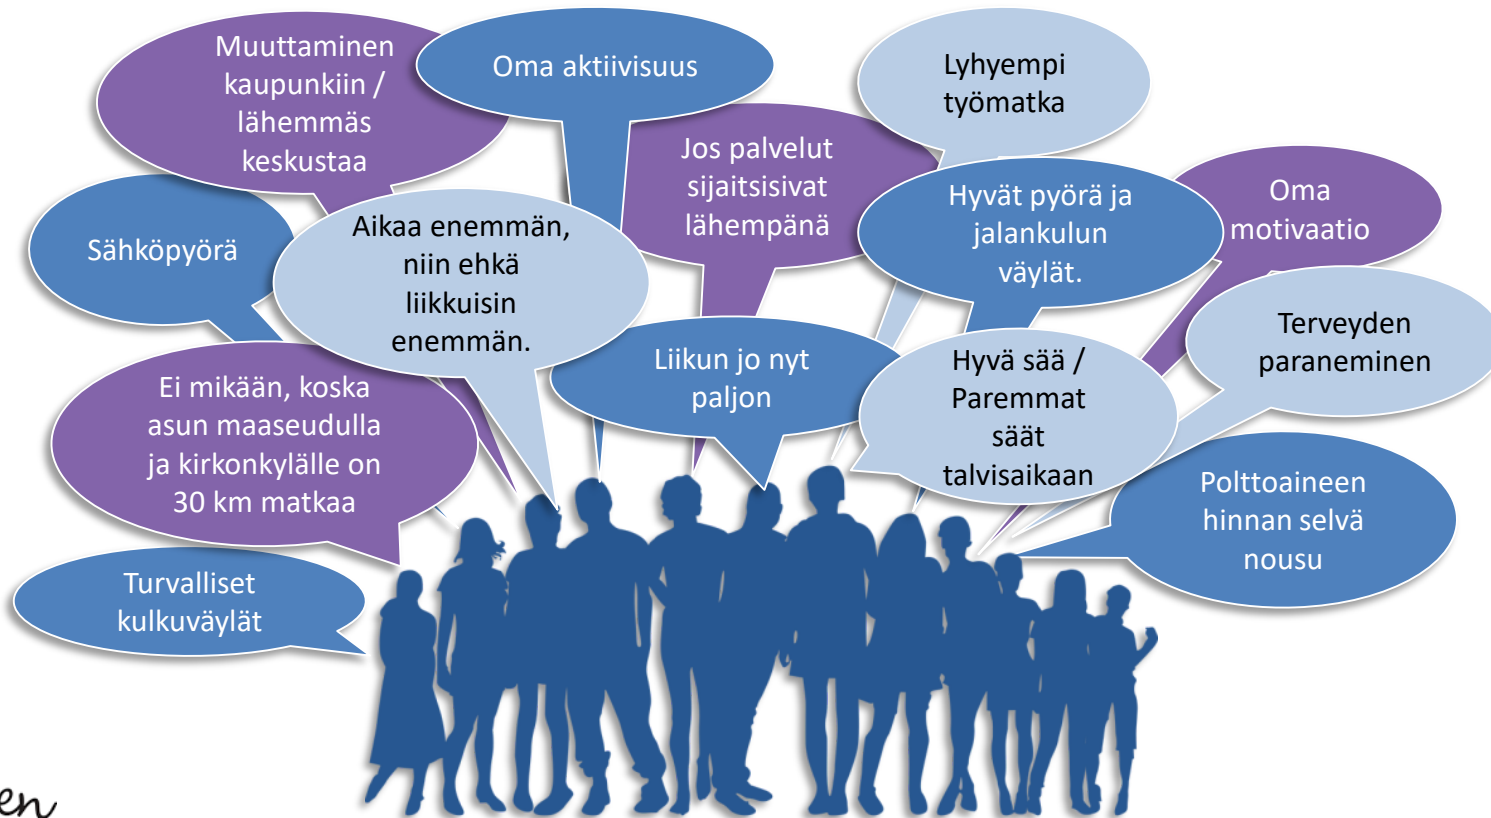 Muuttaminen
kaupunkiin /
lähemmäs
keskustaa
Oma aktiivisuus
Lyhyempi
työmatka
Jos palvelut
sijaitsisivat
lähempänä
Hyvät pyörä ja
jalankulun
väylät.
Oma
motivaatio
Sähköpyörä
Aikaa enemmän,
niin ehkä
liikkuisin
enemmän.
Terveyden
paraneminen
Liikun jo nyt
paljon
Hyvä sää /
Paremmat
säät
talvisaikaan
Ei mikään, koska
asun maaseudulla
ja kirkonkylälle on
30 km matkaa
Polttoaineen
hinnan selvä
nousu
Turvalliset
kulkuväylät
en